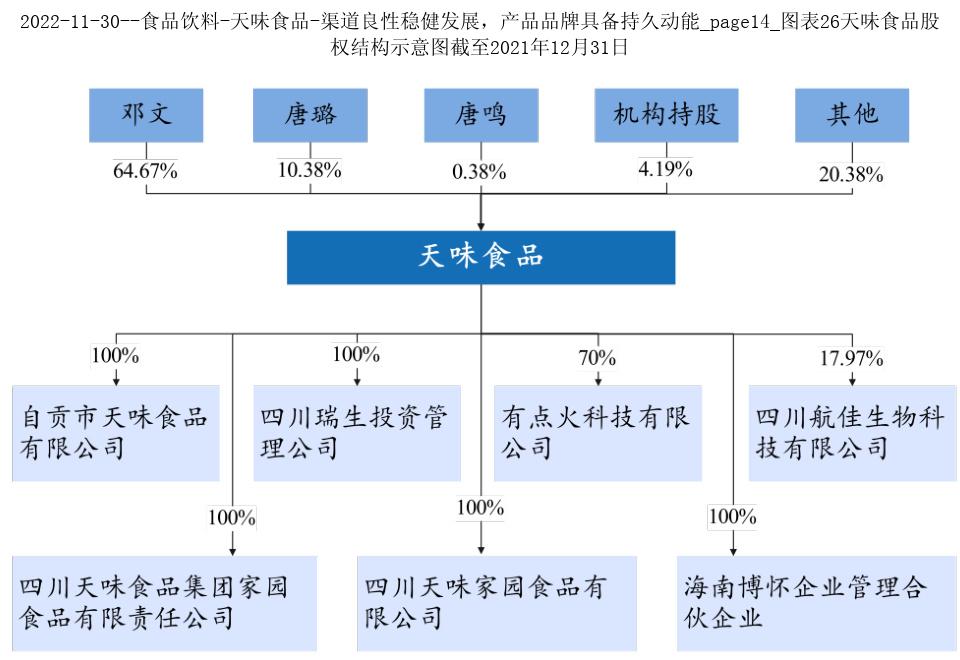 2022-11-30--食品饮料-天味食品-渠道良性稳健发展，产品品牌具备持久动能_page14_图表26天味食品股
权结构示意图截至2021年12月31日
邓文
唐璐
唐鸣
机构持股
其他
64.67%
10.38%
0.38%
4.19%
20.38%
天味食品
100%
100%
70%
17.97%
自贡市天味食品
有限公司
四川瑞生投资管
理公司
有点火科技有限
公司
四川航佳生物科
技有限公司
100%
100%
100%
四川天味食品集团家园
食品有限责任公司
四川天味家园食品有
限公司
海南博怀企业管理合
伙企业